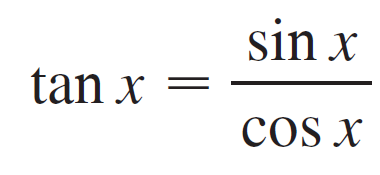 tan x = sin x / cos x